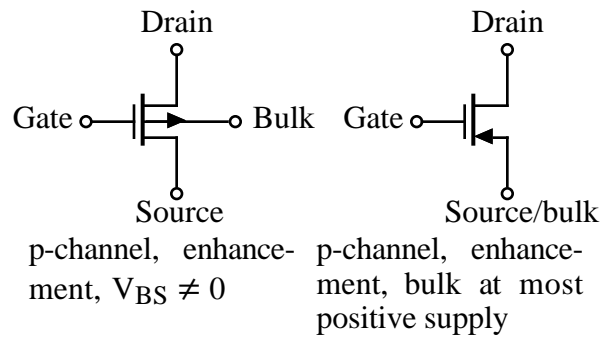 Drain
Gate
Bulk
Source
p-channel, enhance-
ment, VBS ≠ 0
Drain
Gate
Source/bulk
p-channel, enhance-
ment, bulk at most
positive supply